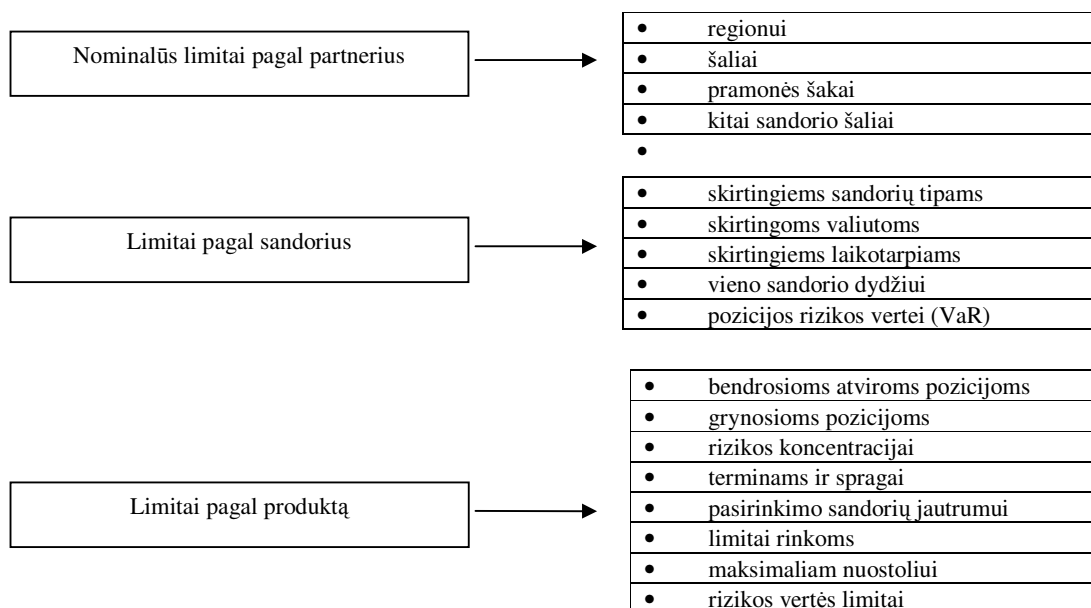 Nominalūs limitai pagal partnerius
• regionui
• šaliai
• pramonės šakai
• kitai sandorio šaliai
•
Limitai pagal sandorius
• skirtingiems sandorių tipams
• skirtingoms valiutoms
• skirtingiems laikotarpiams
• vieno sandorio dydžiui
• pozicijos rizikos vertei (VaR)
Limitai pagal produktą
• bendrosioms atviroms pozicijoms
• grynosioms pozicijoms
• rizikos koncentracijai
• terminams ir spragai
• pasirinkimo sandorių jautrumui
• limitai rinkoms
• maksimaliam nuostoliui
• rizikos vertės limitai